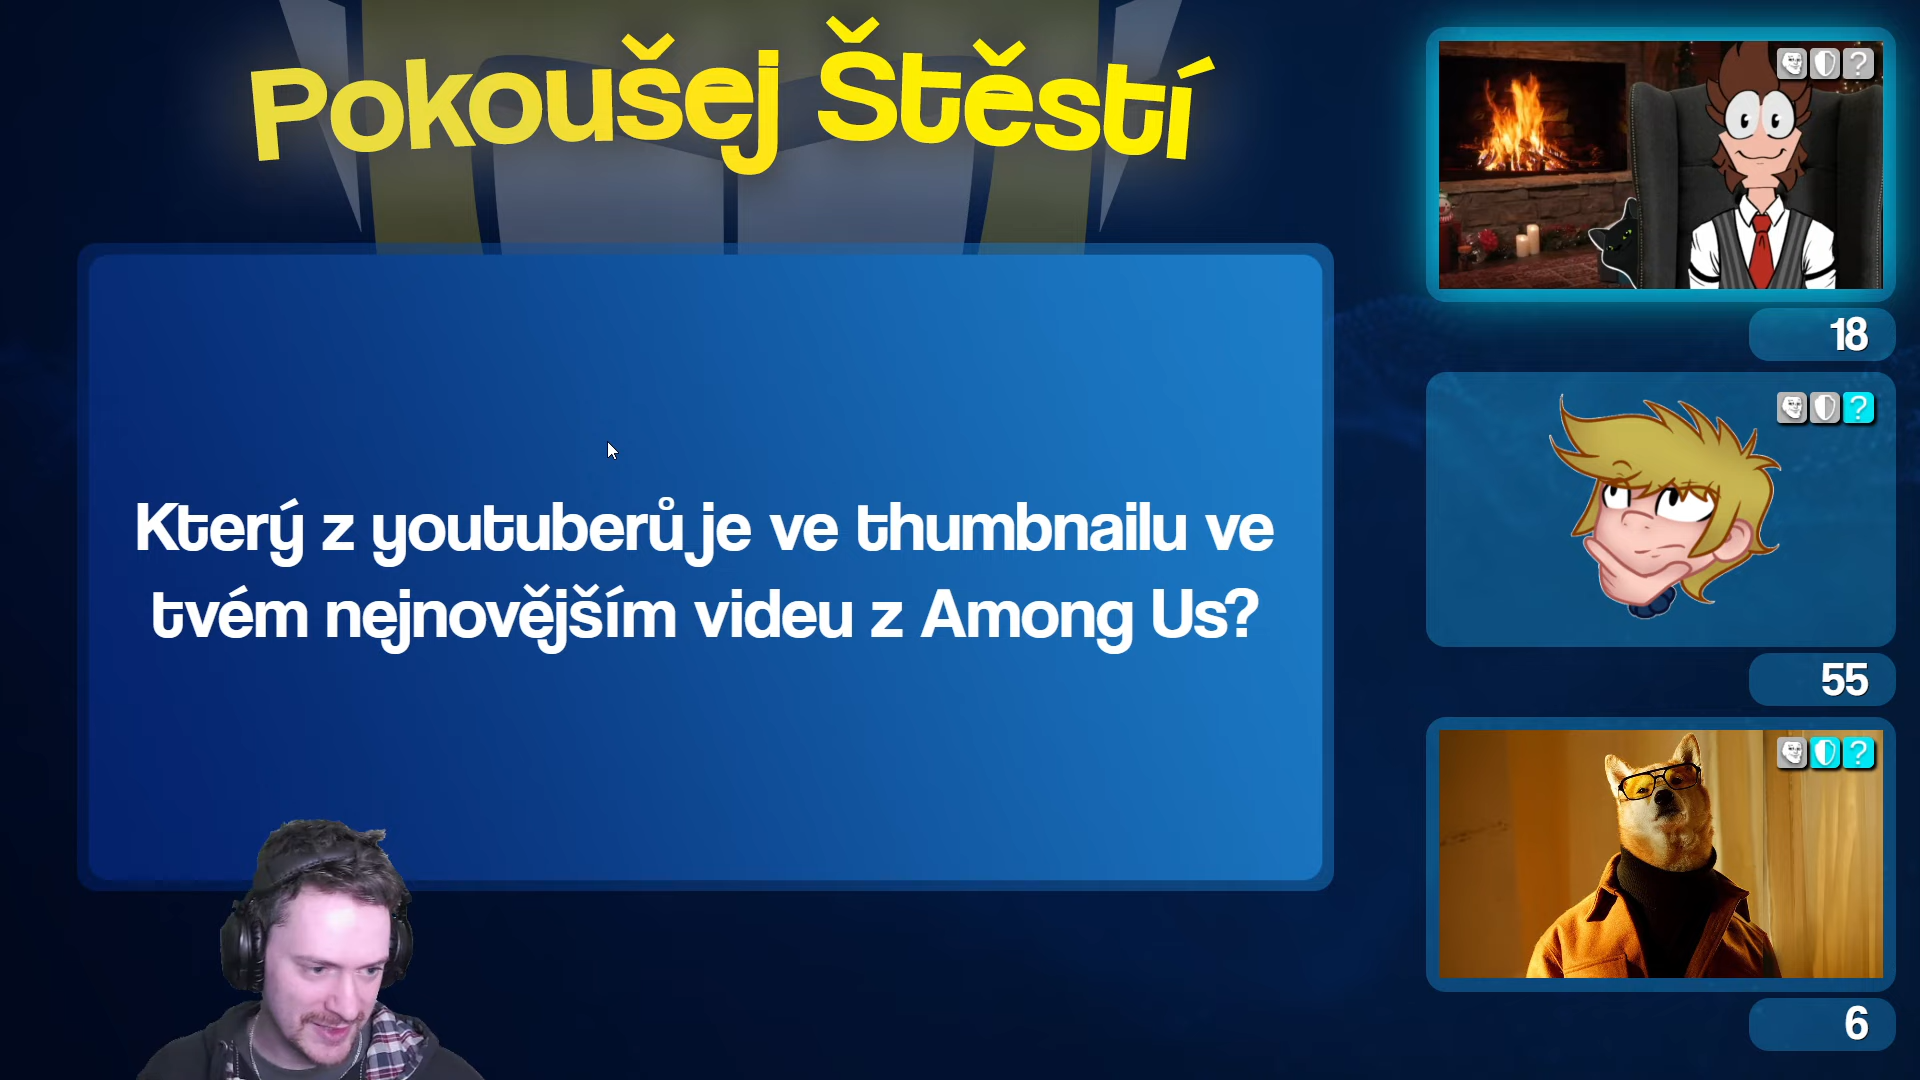 Pokoušej Štěstí
Který z youtuberů je ve thumbnailu ve
tvém nejnovějším videu z Among Us?
?
18
?
55
?
6